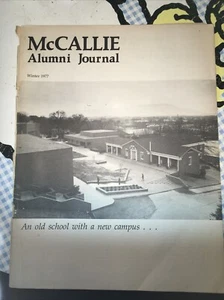 McCALLIE
Alumni Journal
Winter 1977
An old school with a new campus . . .